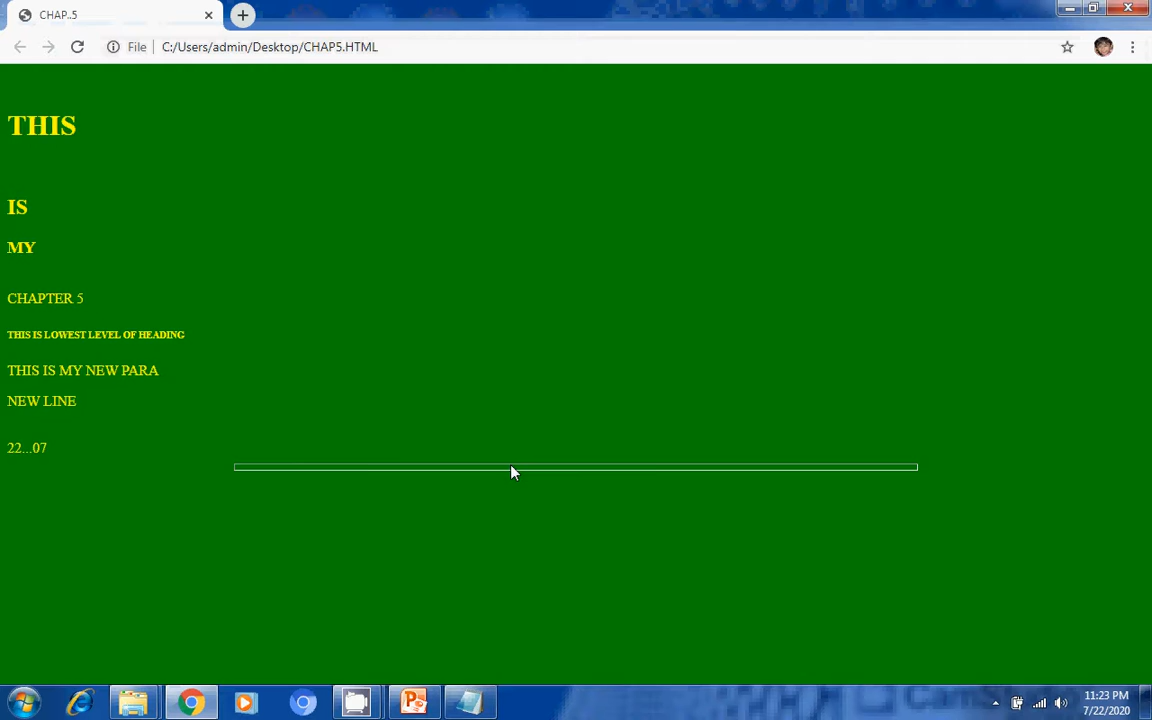 CHAP..5
File
C:/Users/admin/Desktop/CHAP5.HTML
THIS
IS
MY
CHAPTER 5
THIS IS LOWEST LEVEL OF HEADING
THIS IS MY NEW PARA
NEW LINE
22...07
11:23 PM
7/22/2020